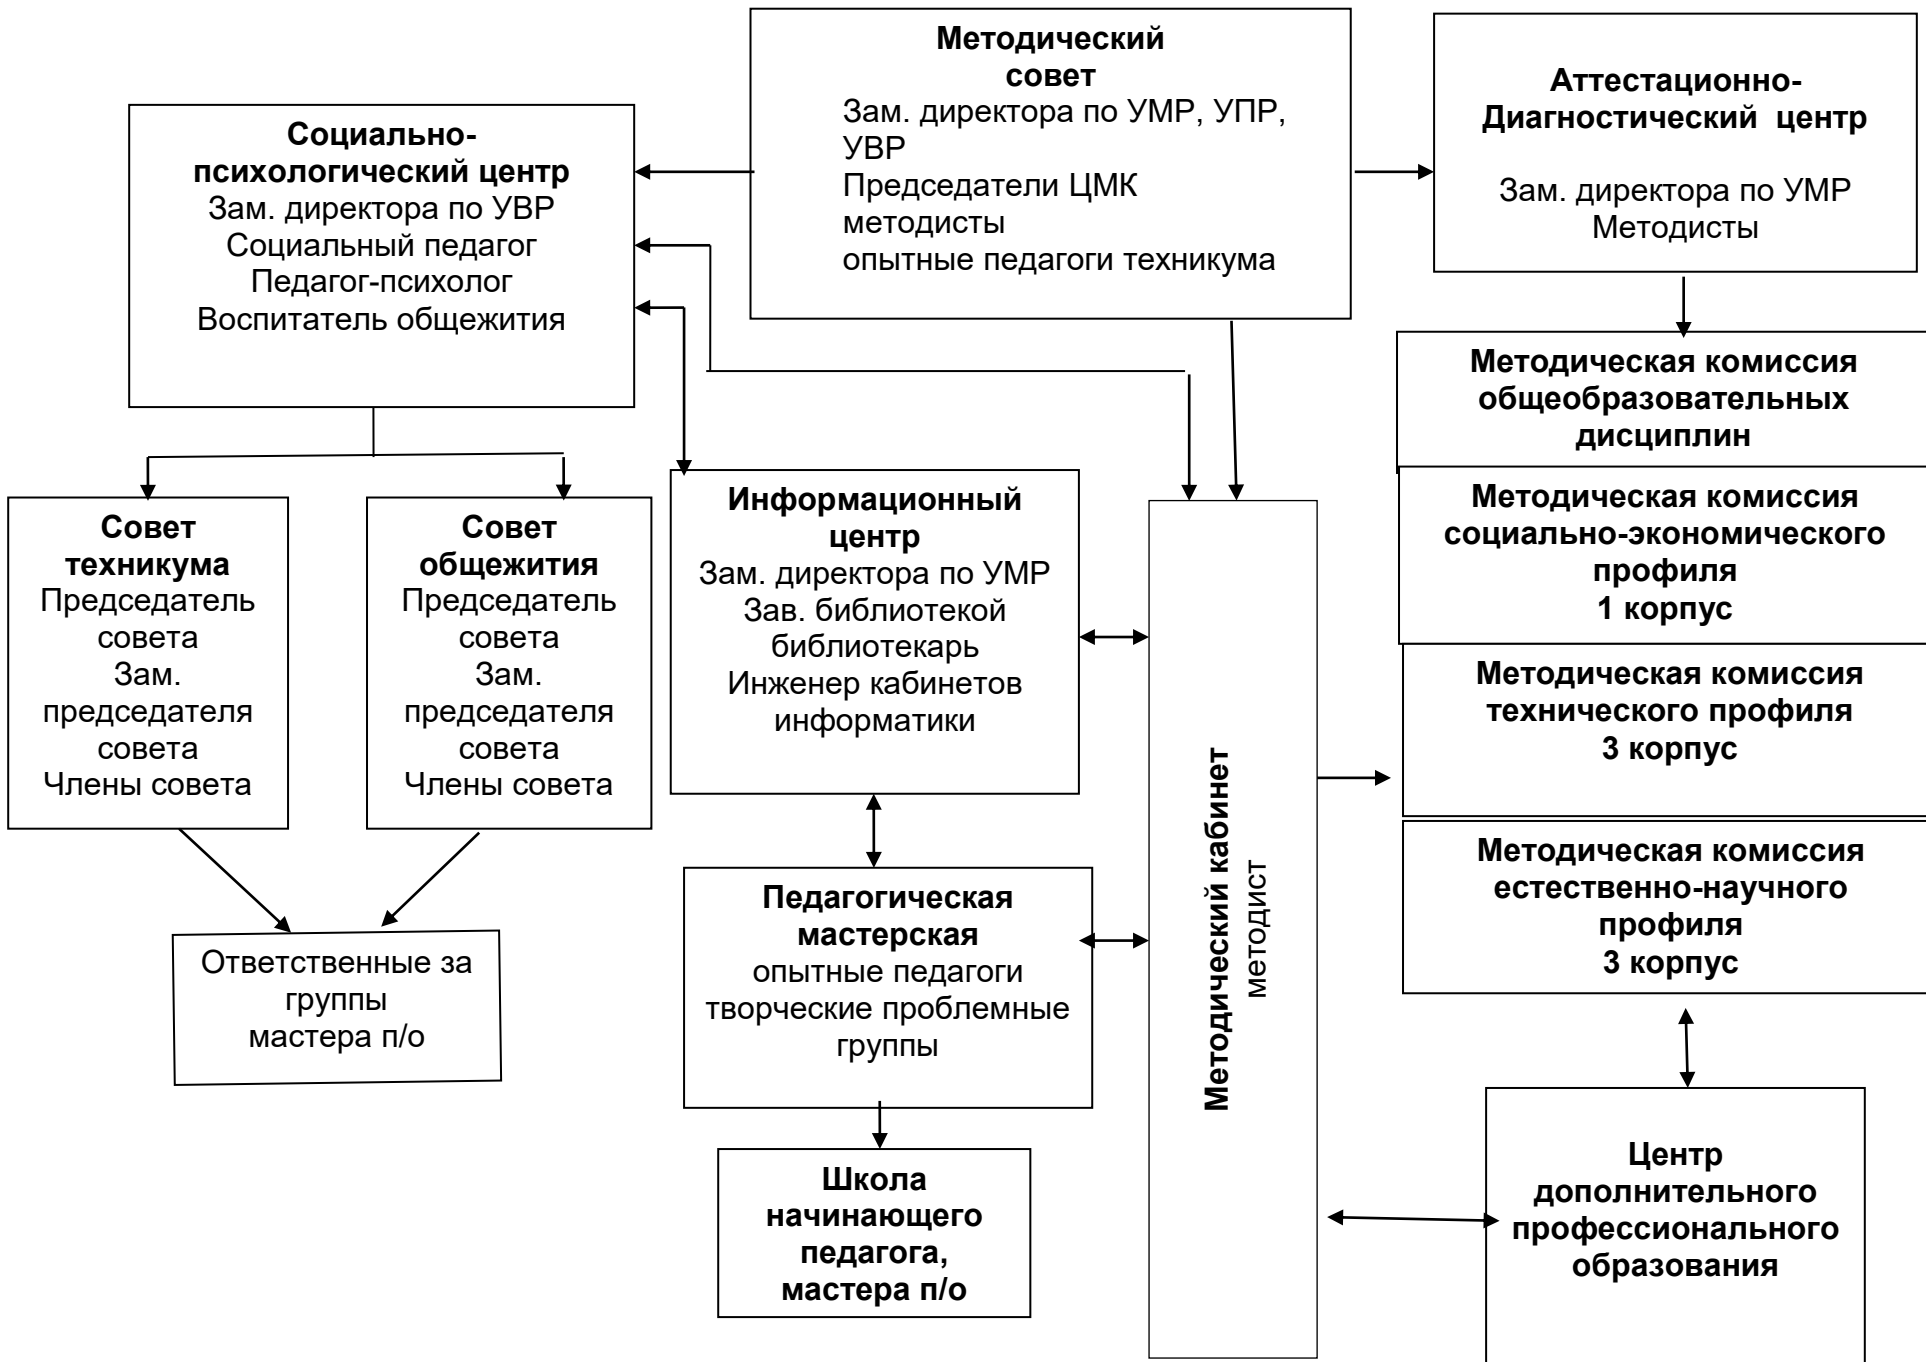 Методический
совет
Зам. директора по УМР, УПР,
УВР
Председатели ЦМК
методисты
опытные педагоги техникума
Аттестационно-
Диагностический центр
Зам. директора по УМР
Методисты
Социально-
психологический центр
Зам. директора по УВР
Социальный педагог
Педагог-психолог
Воспитатель общежития
Методическая комиссия
общеобразовательных
дисциплин
Методическая комиссия
социально-экономического
профиля
1 корпус
Методическая комиссия
технического профиля
3 корпус
Методическая комиссия
естественно-научного
профиля
3 корпус
Совет
техникума
Председатель
совета
Зам.
председателя
совета
Члены совета
Совет
общежития
Председатель
совета
Зам.
председателя
совета
Члены совета
Информационный
центр
Зам. директора по УМР
Зав. библиотекой
библиотекарь
Инженер кабинетов
информатики
Методический кабинет
методист
Педагогическая
мастерская
опытные педагоги
творческие проблемные
группы
Ответственные за
группы
мастера п/о
Школа
начинающего
педагога,
мастера п/о
Центр
дополнительного
профессионального
образования